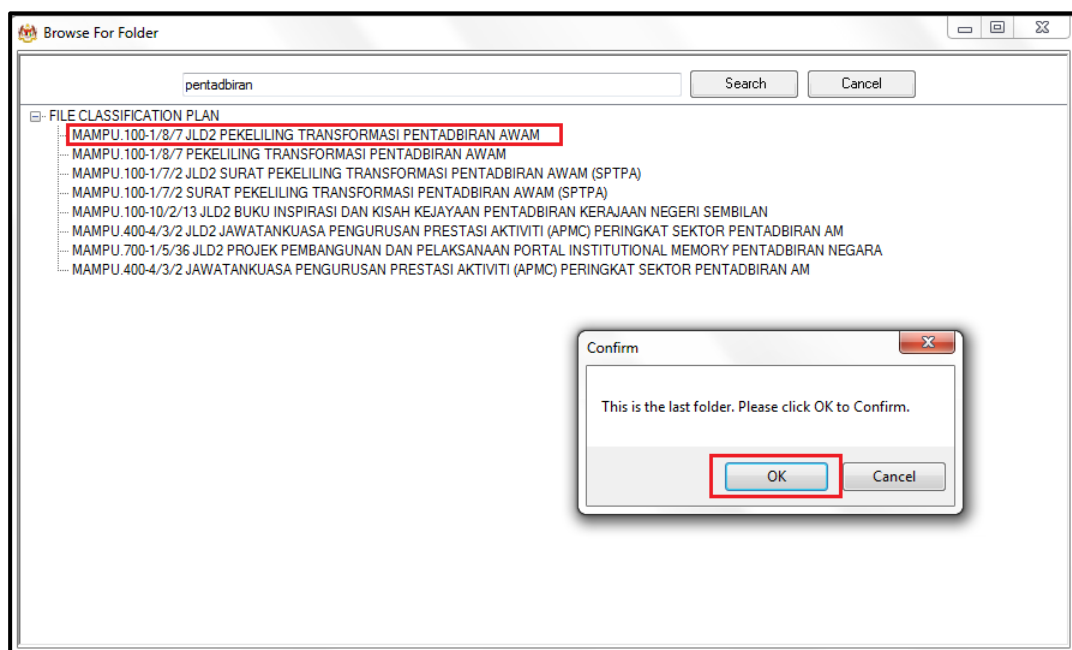 Browse For Folder
pentadbiran
Search
Cancel
FILE CLASSIFICATION PLAN
MAMPU.100-1/8/7 JLD2 PEKELILING TRANSFORMASI PENTADBIRAN AWAM
MAMPU.100-1/8/7 PEKELILING TRANSFORMASI PENTADBIRAN AWAM
MAMPU.100-1/7/2 JLD2 SURAT PEKELILING TRANSFORMASI PENTADBIRAN AWAM (SPTPA)
MAMPU.100-1/7/2 SURAT PEKELILING TRANSFORMASI PENTADBIRAN AWAM (SPTPA)
MAMPU.100-10/2/13 JLD2 BUKU INSPIRASI DAN KISAH KEJAYAAN PENTADBIRAN KERAJAAN NEGERI SEMBILAN
MAMPU.400-4/3/2 JLD2 JAWATANKUASA PENGURUSAN PRESTASI AKTIVITI (APMC) PERINGKAT SEKTOR PENTADBIRAN AM
MAMPU.700-1/5/36 JLD2 PROJEK PEMBANGUNAN DAN PELAKSANAAN PORTAL INSTITUTIONAL MEMORY PENTADBIRAN NEGARA
MAMPU.400-4/3/2 JAWATANKUASA PENGURUSAN PRESTASI AKTIVITI (APMC) PERINGKAT SEKTOR PENTADBIRAN AM
Confirm
This is the last folder. Please click OK to Confirm.
OK
Cancel